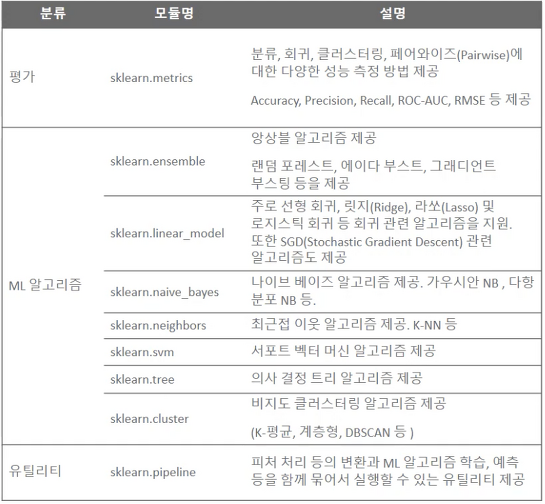 분류 모듈명 설명
평가 sklearn.metrics 분류, 회귀, 클러스터링, 페어와이즈(Pairwise)에
대한 다양한 성능 측정 방법 제공
Accuracy, Precision, Recall, ROC-AUC, RMSE 등 제공
ML 알고리즘 sklearn.ensemble 앙상블 알고리즘 제공
랜덤 포레스트, 에이다 부스트, 그래디언트
부스팅 등을 제공
sklearn.linear_model 주로 선형 회귀, 릿지(Ridge), 라쏘(Lasso) 및
로지스틱 회귀 등 회귀 관련 알고리즘을 지원.
또한 SGD(Stochastic Gradient Descent) 관련
알고리즘도 제공
sklearn.naive_bayes 나이브 베이즈 알고리즘 제공. 가우시안 NB , 다항
분포 NB 등.
sklearn.neighbors 최근접 이웃 알고리즘 제공. K-NN 등
sklearn.svm 서포트 벡터 머신 알고리즘 제공
sklearn.tree 의사 결정 트리 알고리즘 제공
sklearn.cluster 비지도 클러스터링 알고리즘 제공
(K-평균, 계층형, DBSCAN 등 )
유틸리티 sklearn.pipeline 피처 처리 등의 변환과 ML 알고리즘 학습, 예측
등을 함께 묶어서 실행할 수 있는 유틸리티 제공